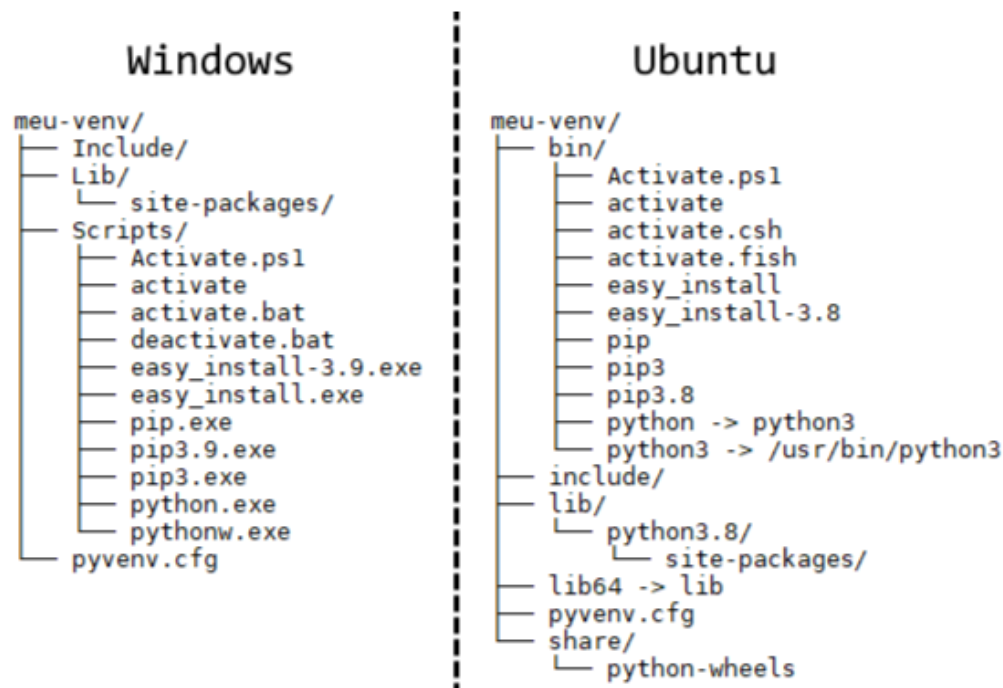 Windows
meu-venv/
├── Include/
├── Lib/
│   └── site-packages/
├── Scripts/
│   ├── Activate.ps1
│   ├── activate
│   ├── activate.bat
│   ├── deactivate.bat
│   ├── easy_install-3.9.exe
│   ├── easy_install.exe
│   ├── pip.exe
│   ├── pip3.9.exe
│   ├── pip3.exe
│   ├── python.exe
│   └── pythonw.exe
└── pyvenv.cfg
Ubuntu
meu-venv/
├── bin/
│   ├── Activate.ps1
│   ├── activate
│   ├── activate.csh
│   ├── activate.fish
│   ├── easy_install
│   ├── easy_install-3.8
│   ├── pip
│   ├── pip3
│   ├── pip3.8
│   ├── python -> python3
│   └── python3 -> /usr/bin/python3
├── include/
├── lib/
│   └── python3.8/
│       └── site-packages/
├── lib64 -> lib
├── pyvenv.cfg
└── share/
    └── python-wheels